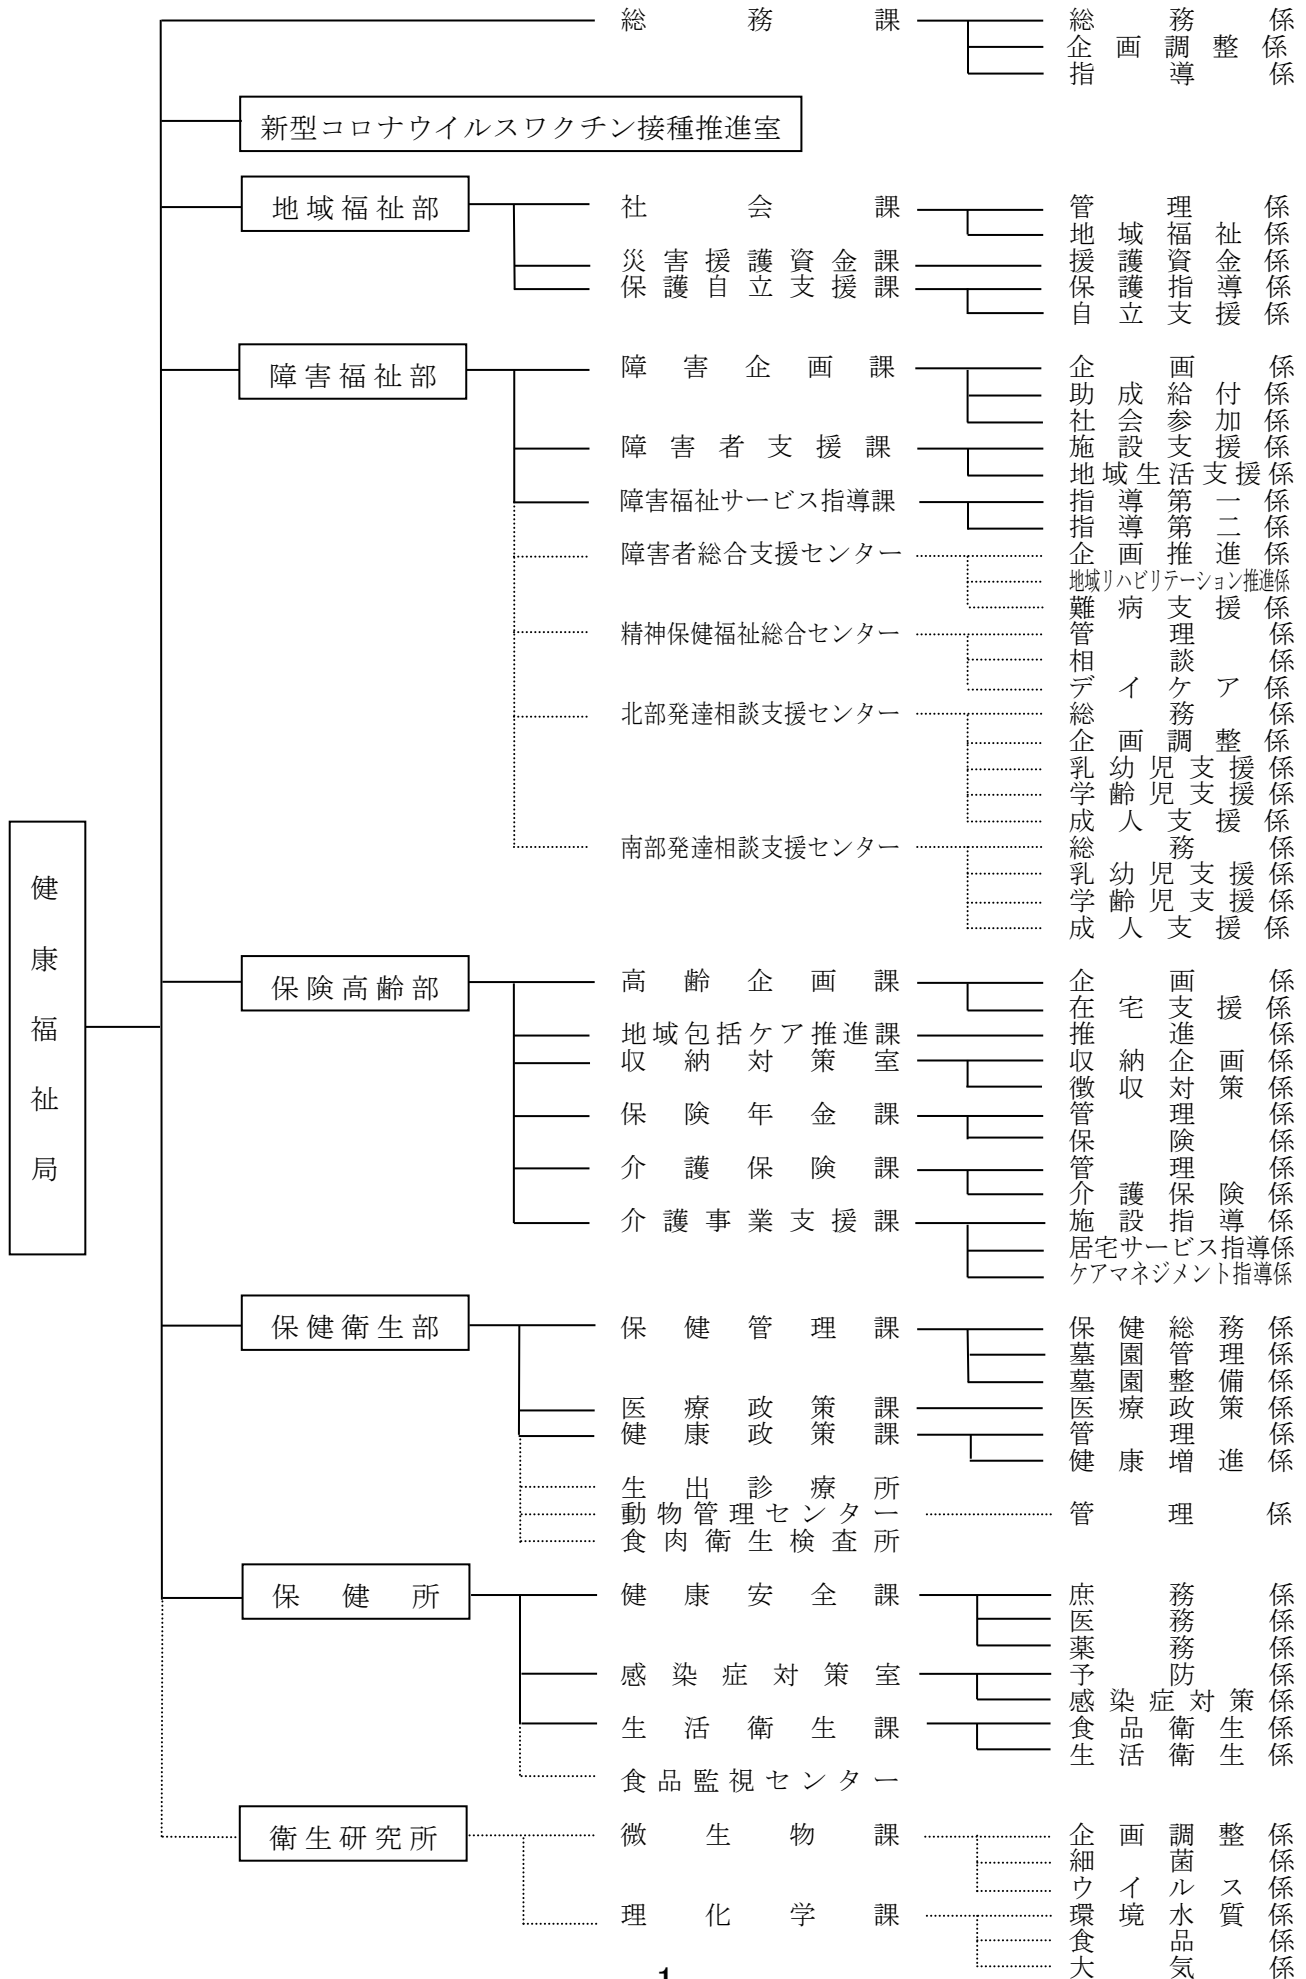 総務課 総務係
企画調整係
指導係
新型コロナウイルスワクチン接種推進室
地域福祉部 社会課 管理係
地域福祉係
災害援護資金課 援護資金係
保護自立支援課 保護指導係
自立支援係
障害福祉部 障害企画課 企画係
助成給付係
社会参加係
障害者支援課 施設支援係
地域生活支援係
障害福祉サービス指導課 指導第一係
指導第二係
障害者総合支援センター 企画推進係
地域リハビリテーション推進係
難病支援係
精神保健福祉総合センター 管理係
相談係
デイケア係
北部発達相談支援センター 総務係
企画調整係
乳幼児支援係
学齢児支援係
成人支援係
南部発達相談支援センター 総務係
乳幼児支援係
学齢児支援係
成人支援係
健康福祉局
保険高齢部 高齢企画課 企画係
在宅支援係
地域包括ケア推進課 推進係
収納対策室 収納企画係
徴収対策係
保険年金課 管理係
保険係
介護保険課 管理係
介護保険係
介護事業支援課 施設指導係
居宅サービス指導係
ケアマネジメント指導係
保健衛生部 保健管理課 保健総務係
墓園管理係
墓園整備係
医療政策課 医療政策係
健康政策課 管理係
健康増進係
生出診療所
動物管理センター 管理係
食肉衛生検査所
保健所 健康安全課 庶務係
医務係
薬務係
感染症対策室 予防係
感染症対策係
生活衛生課 食品衛生係
生活衛生係
食品監視センター
衛生研究所 微生物課 企画調整係
細菌係
ウイルス係
理化学課 環境水質係
食品係
大気係
1